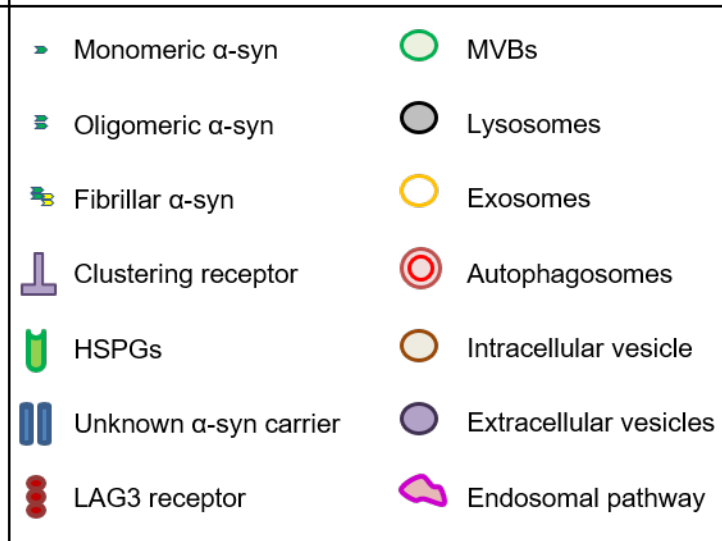 Monomeric α-syn
MVBs
Oligomeric α-syn
Lysosomes
Fibrillar α-syn
Exosomes
Clustering receptor
Autophagosomes
HSPGs
Intracellular vesicle
Unknown α-syn carrier
Extracellular vesicles
LAG3 receptor
Endosomal pathway